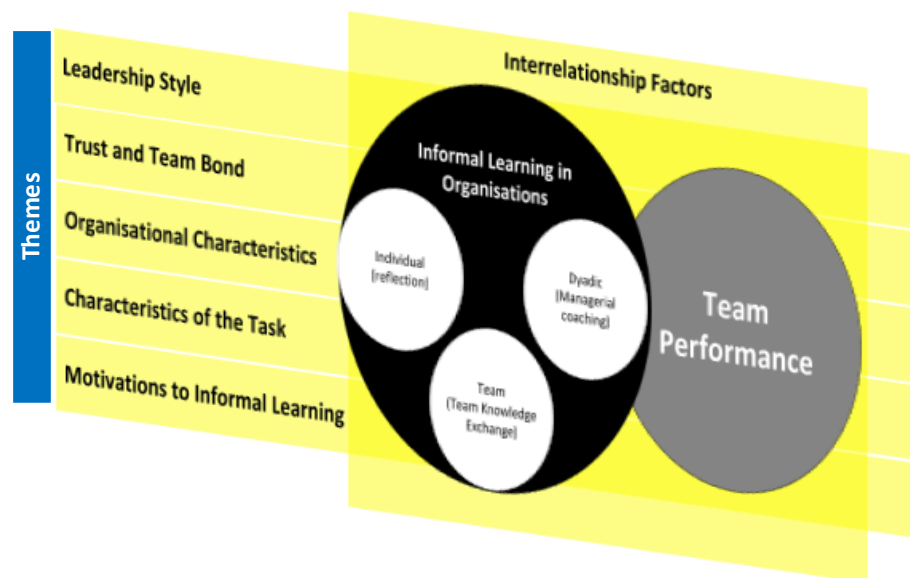 Themes
Leadership Style
Trust and Team Bond
Organisational Characteristics
Characteristics of the Task
Motivations to Informal Learning
Interrelationship Factors
Informal Learning in
Organisations
Individual
(reflection)
Dyadic
(Managerial
coaching)
Team
(Team Knowledge
Exchange)
Team
Performance